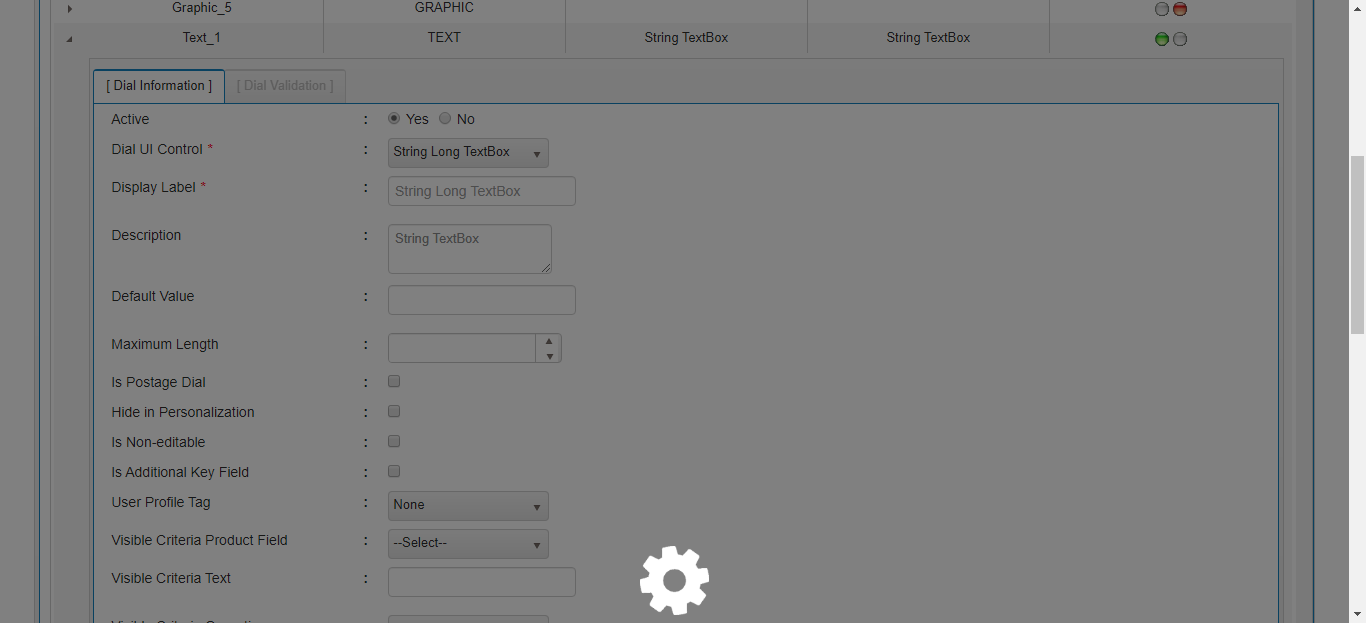 Graphic_5 GRAPHIC
Text_1 TEXT String TextBox String TextBox
[ Dial Information ] [ Dial Validation ]
Active : Yes No
Dial UI Control * : String Long TextBox
Display Label * : String Long TextBox
Description : String TextBox
Default Value :
Maximum Length :
Is Postage Dial :
Hide in Personalization :
Is Non-editable :
Is Additional Key Field :
User Profile Tag : None
Visible Criteria Product Field : --Select--
Visible Criteria Text :